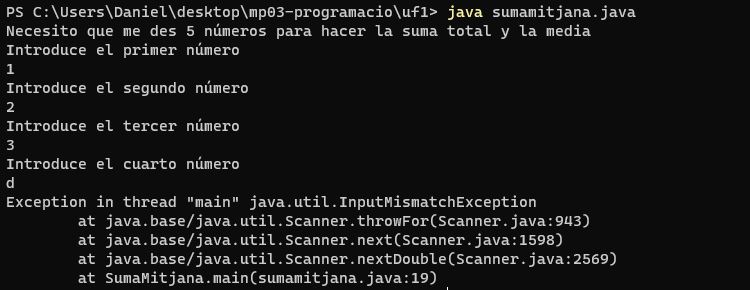 PS C:\Users\Daniel\desktop\mp03-programacio\uf1> java sumamitjana.java
Necesito que me des 5 números para hacer la suma total y la media
Introduce el primer número
1
Introduce el segundo número
2
Introduce el tercer número
3
Introduce el cuarto número
d
Exception in thread "main" java.util.InputMismatchException
        at java.base/java.util.Scanner.throwFor(Scanner.java:943)
        at java.base/java.util.Scanner.next(Scanner.java:1598)
        at java.base/java.util.Scanner.nextDouble(Scanner.java:2569)
        at SumaMitjana.main(sumamitjana.java:19)